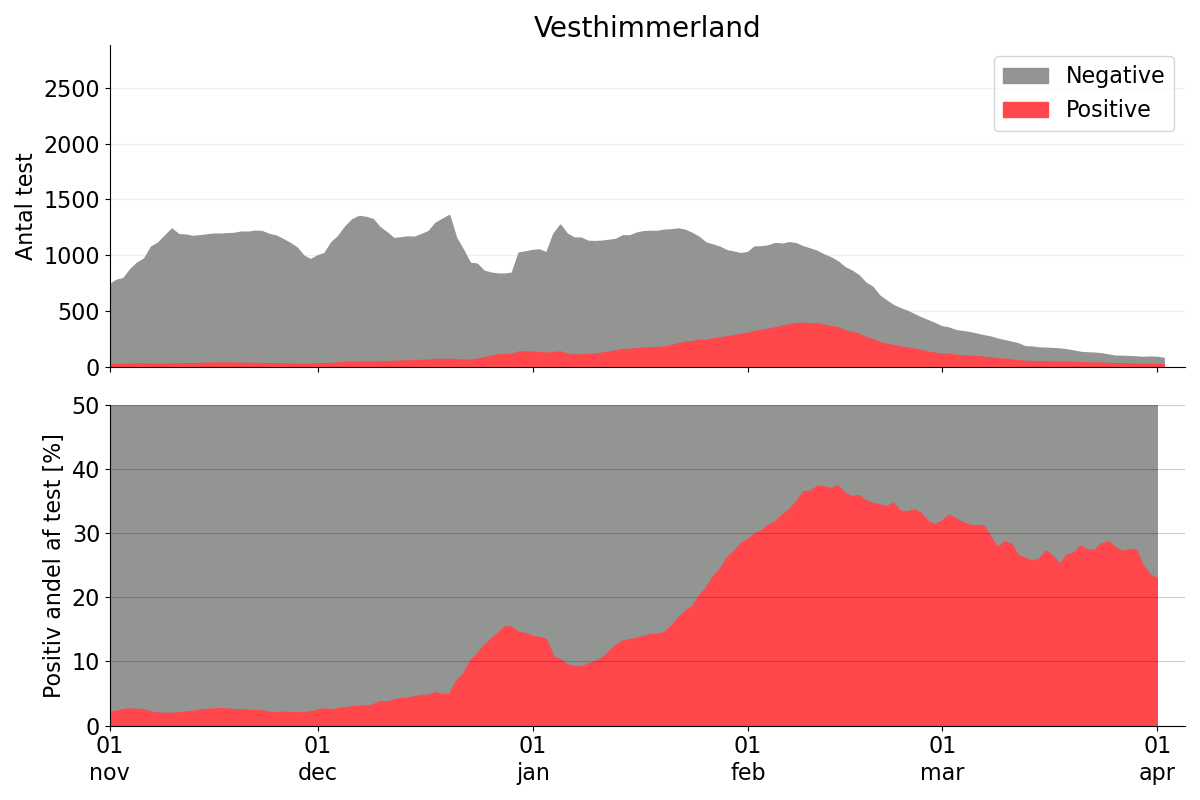 Vesthimmerland
Negative
Positive
Antal test
2500
2000
1500
1000
500
0
Positiv andel af test [%]
50
40
30
20
10
0
01 01 01 01 01 01
nov dec jan feb mar apr